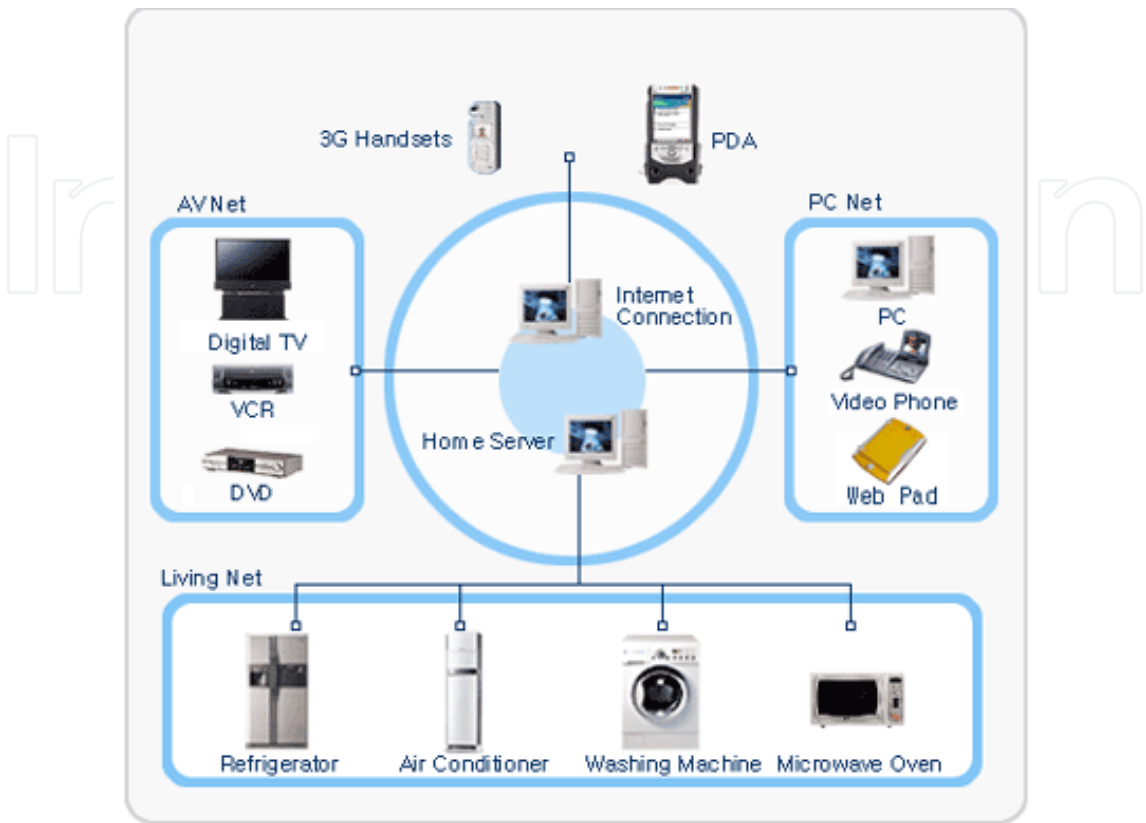 3G Handsets
PDA
AV Net
PC Net
Digital TV
VCR
DVD
Internet
Connection
Home Server
PC
Video Phone
Web Pad
Living Net
Refrigerator
Air Conditioner
Washing Machine
Microwave Oven